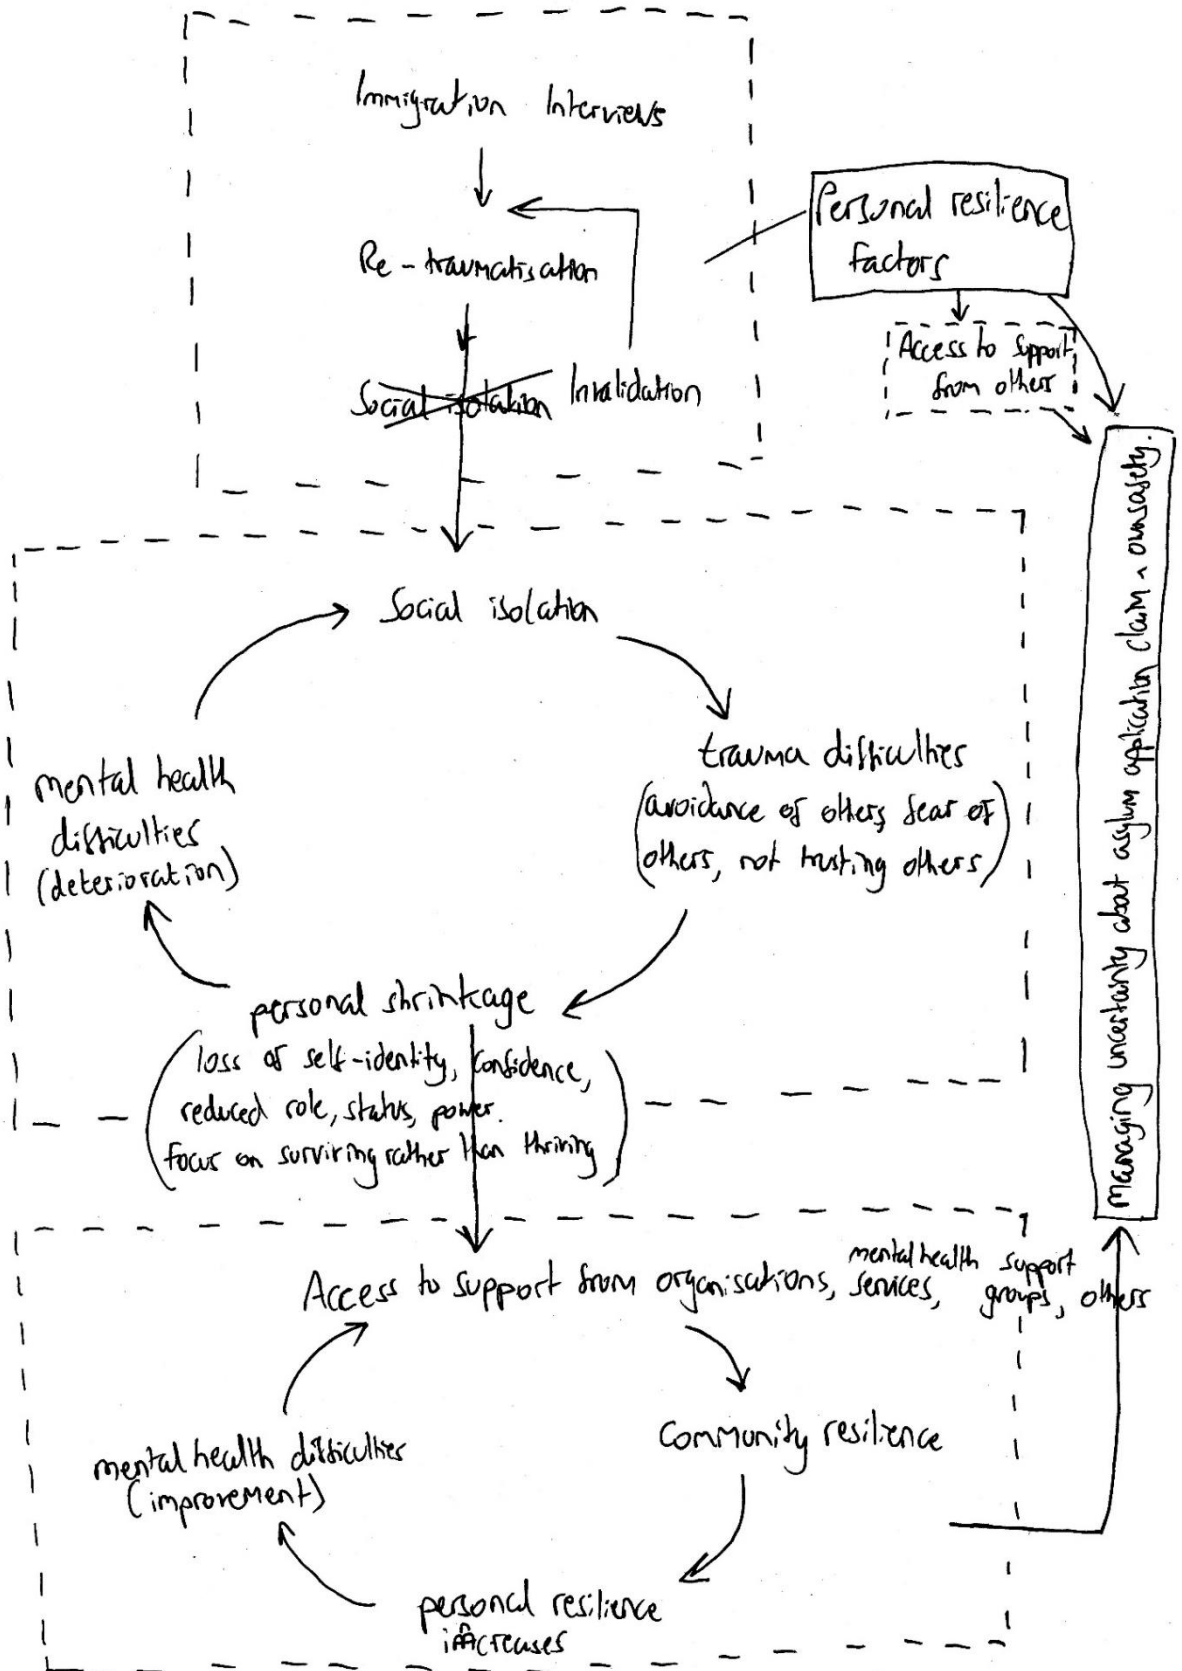 Immigration Interviews
Re-traumatisation
Social isolation
Invalidation
Personal resilience
factors
Access to support
from others
Managing uncertainty about asylum application claim ^ own safety.
Social isolation
trauma difficulties
(avoidance of others, fear of
others, not trusting others)
mental health
difficulties
(deterioration)
personal shrinkage
(loss of self-identity, confidence,
reduced role, status, power.
focus on surviving rather than thriving)
mental health support
Access to support from organisations, services, groups, others
Community resilience
mental health difficulties
(improvement)
personal resilience
increases